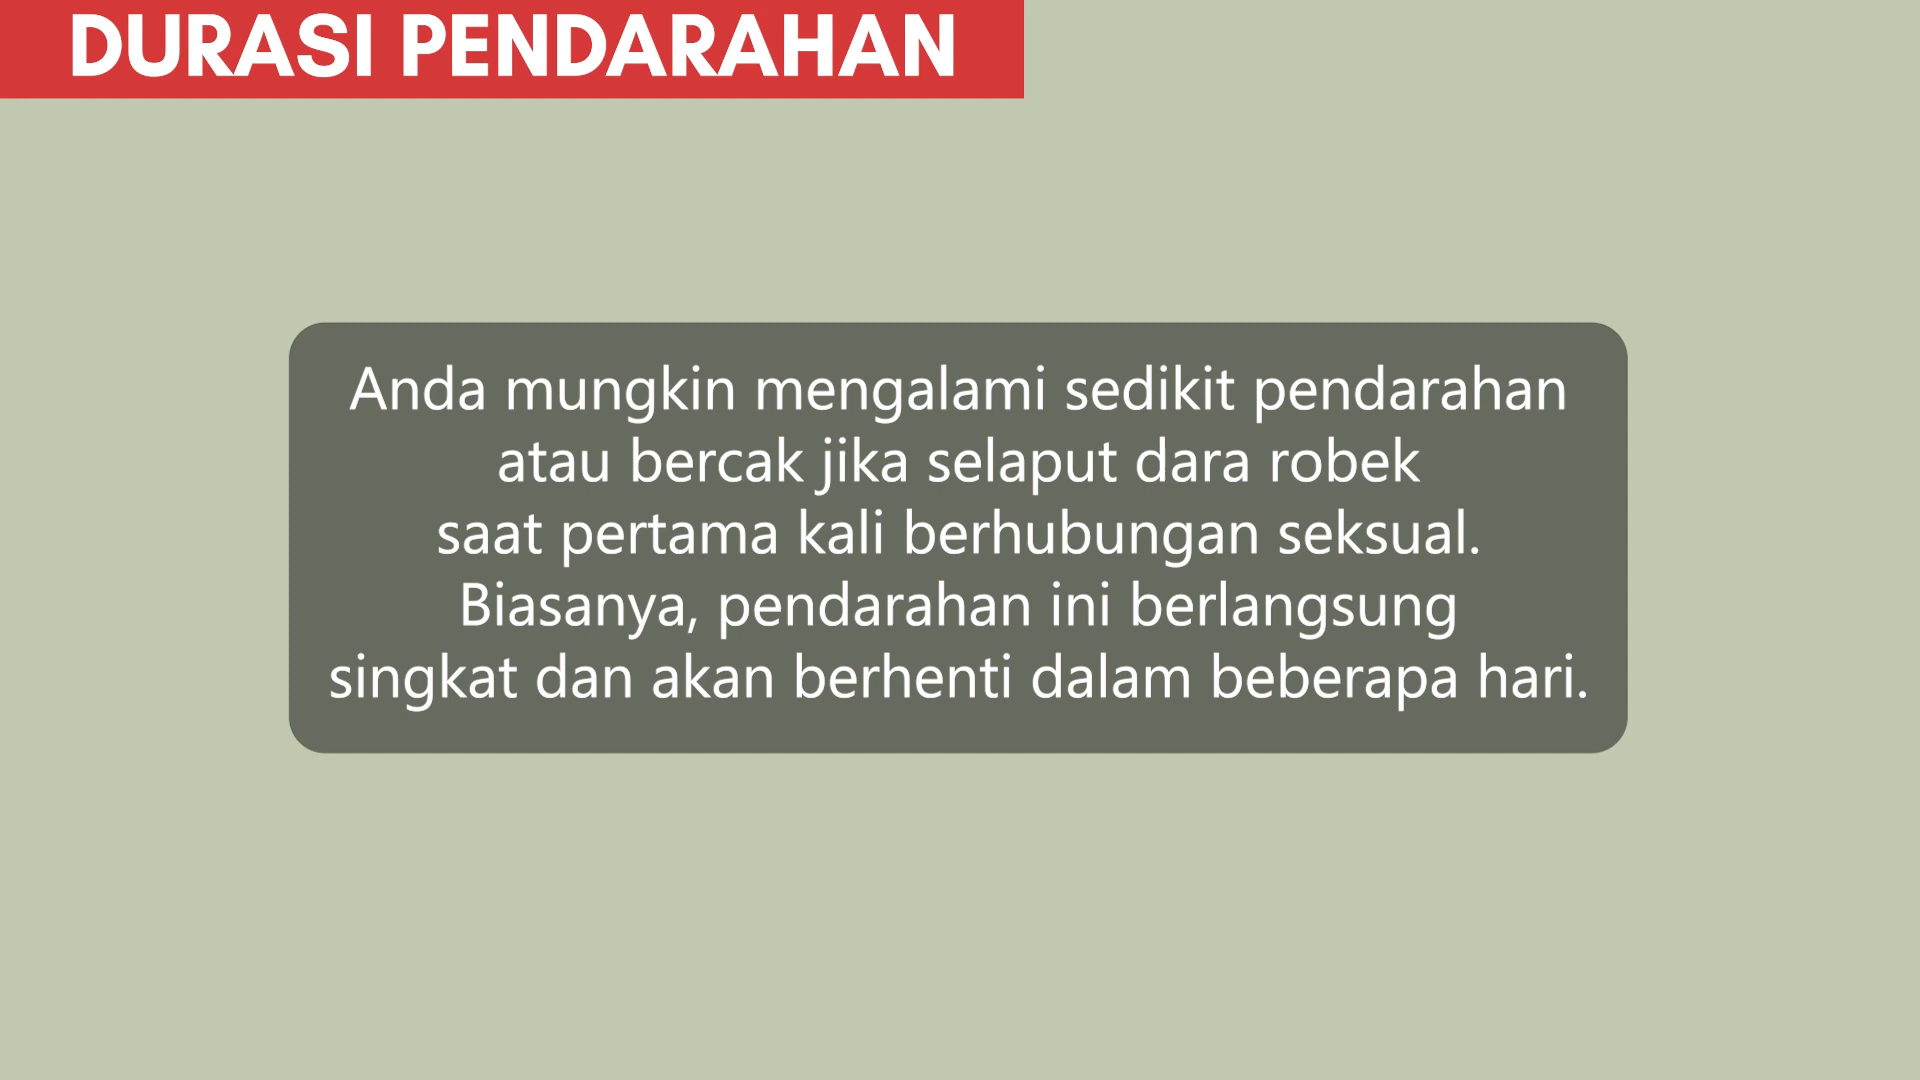 DURASI PENDARAHAN
Anda mungkin mengalami sedikit pendarahan
atau bercak jika selaput dara robek
saat pertama kali berhubungan seksual.
Biasanya, pendarahan ini berlangsung
singkat dan akan berhenti dalam beberapa hari.